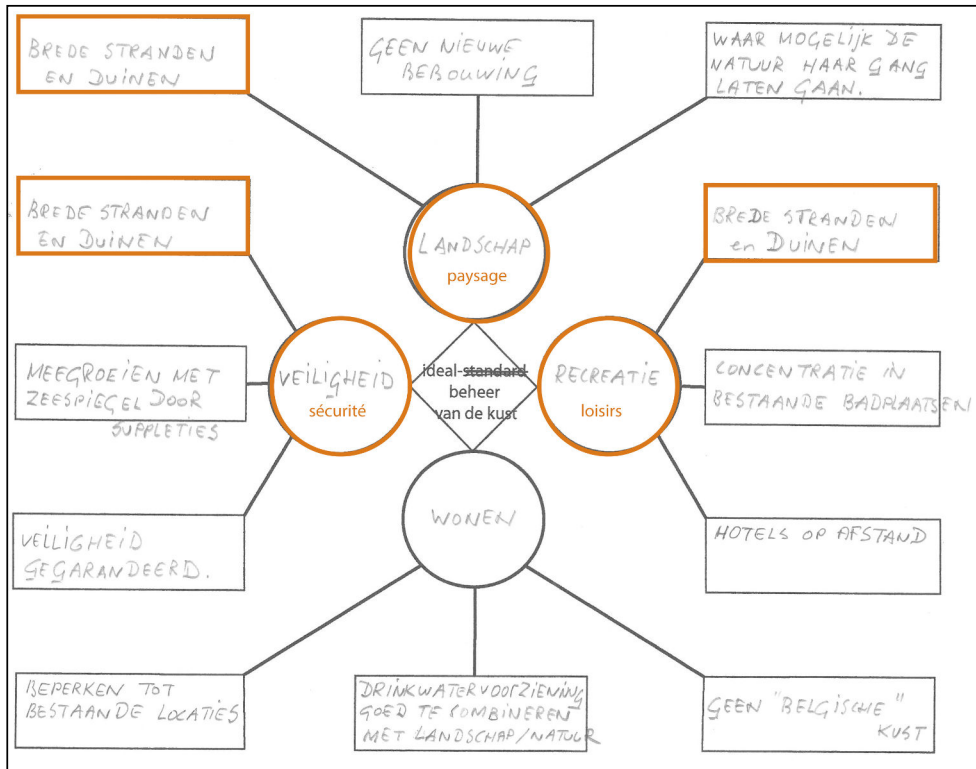 BREDE STRANDEN
EN DUINEN
GEEN NIEUWE
BEBOUWING
WAAR MOGELIJK DE
NATUUR HAAR GANG
LATEN GAAN.
BREDE STRANDEN
EN DUINEN
LANDSCHAP
paysage
BREDE STRANDEN
en DUINEN
MEEGROEIEN MET
ZEESPIEGEL DOOR
SUPPLETIES
VEILIGHEID
sécurité
ideal-standard
beheer
van de kust
RECREATIE
loisirs
CONCENTRATIE IN
BESTAANDE BADPLAATSEN
VEILIGHEID
GEGARANDEERD.
WONEN
HOTELS OP AFSTAND
BEPERKEN TOT
BESTAANDE LOCATIES
DRINKWATERVOORZIENING
GOED TE COMBINEREN
MET LANDSCHAP/NATUUR
GEEN "BELGISCHE"
KUST